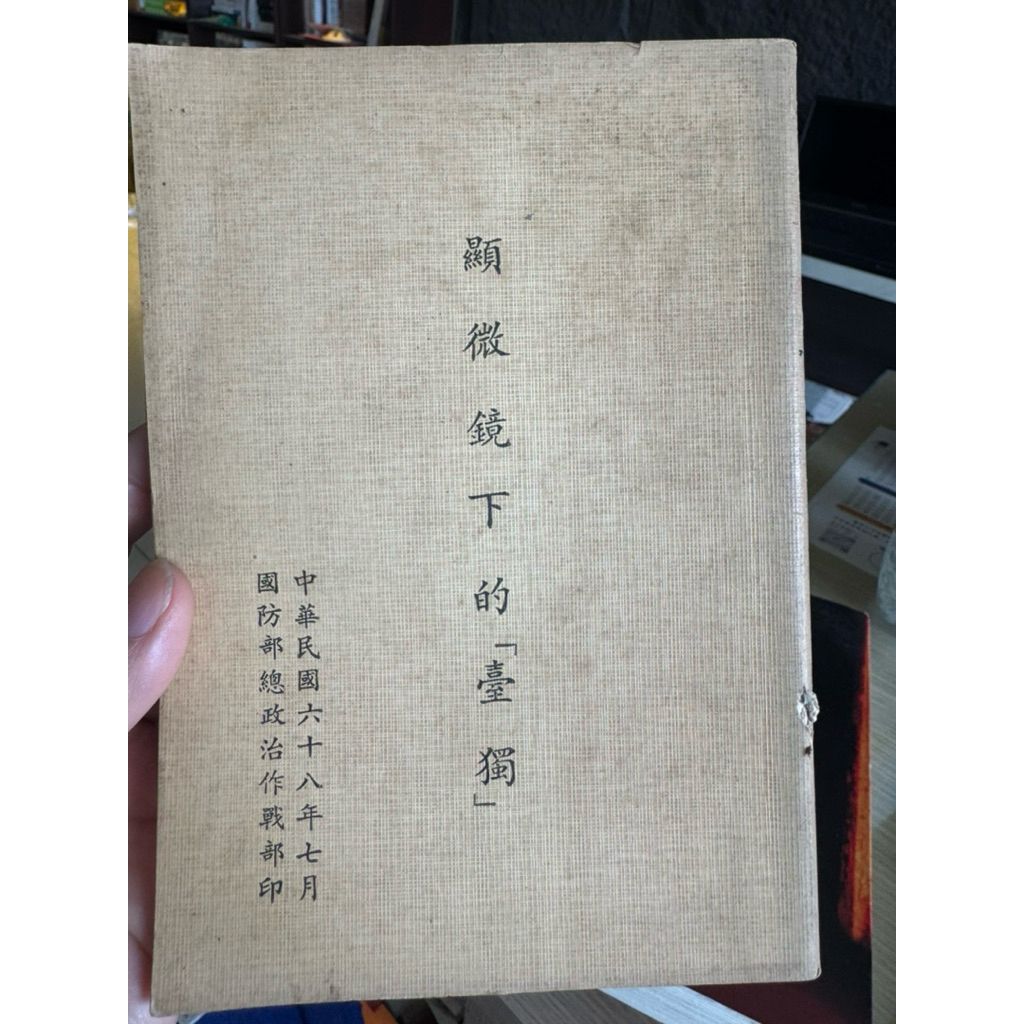 顯微鏡下的「臺獨」
中華民國六十八年七月
國防部總政治作戰部印